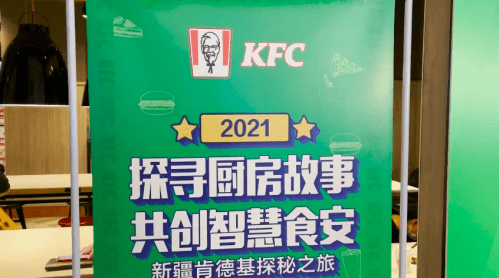 KFC
2021
探寻厨房故事
共创智慧食安
新疆肯德基探秘之旅